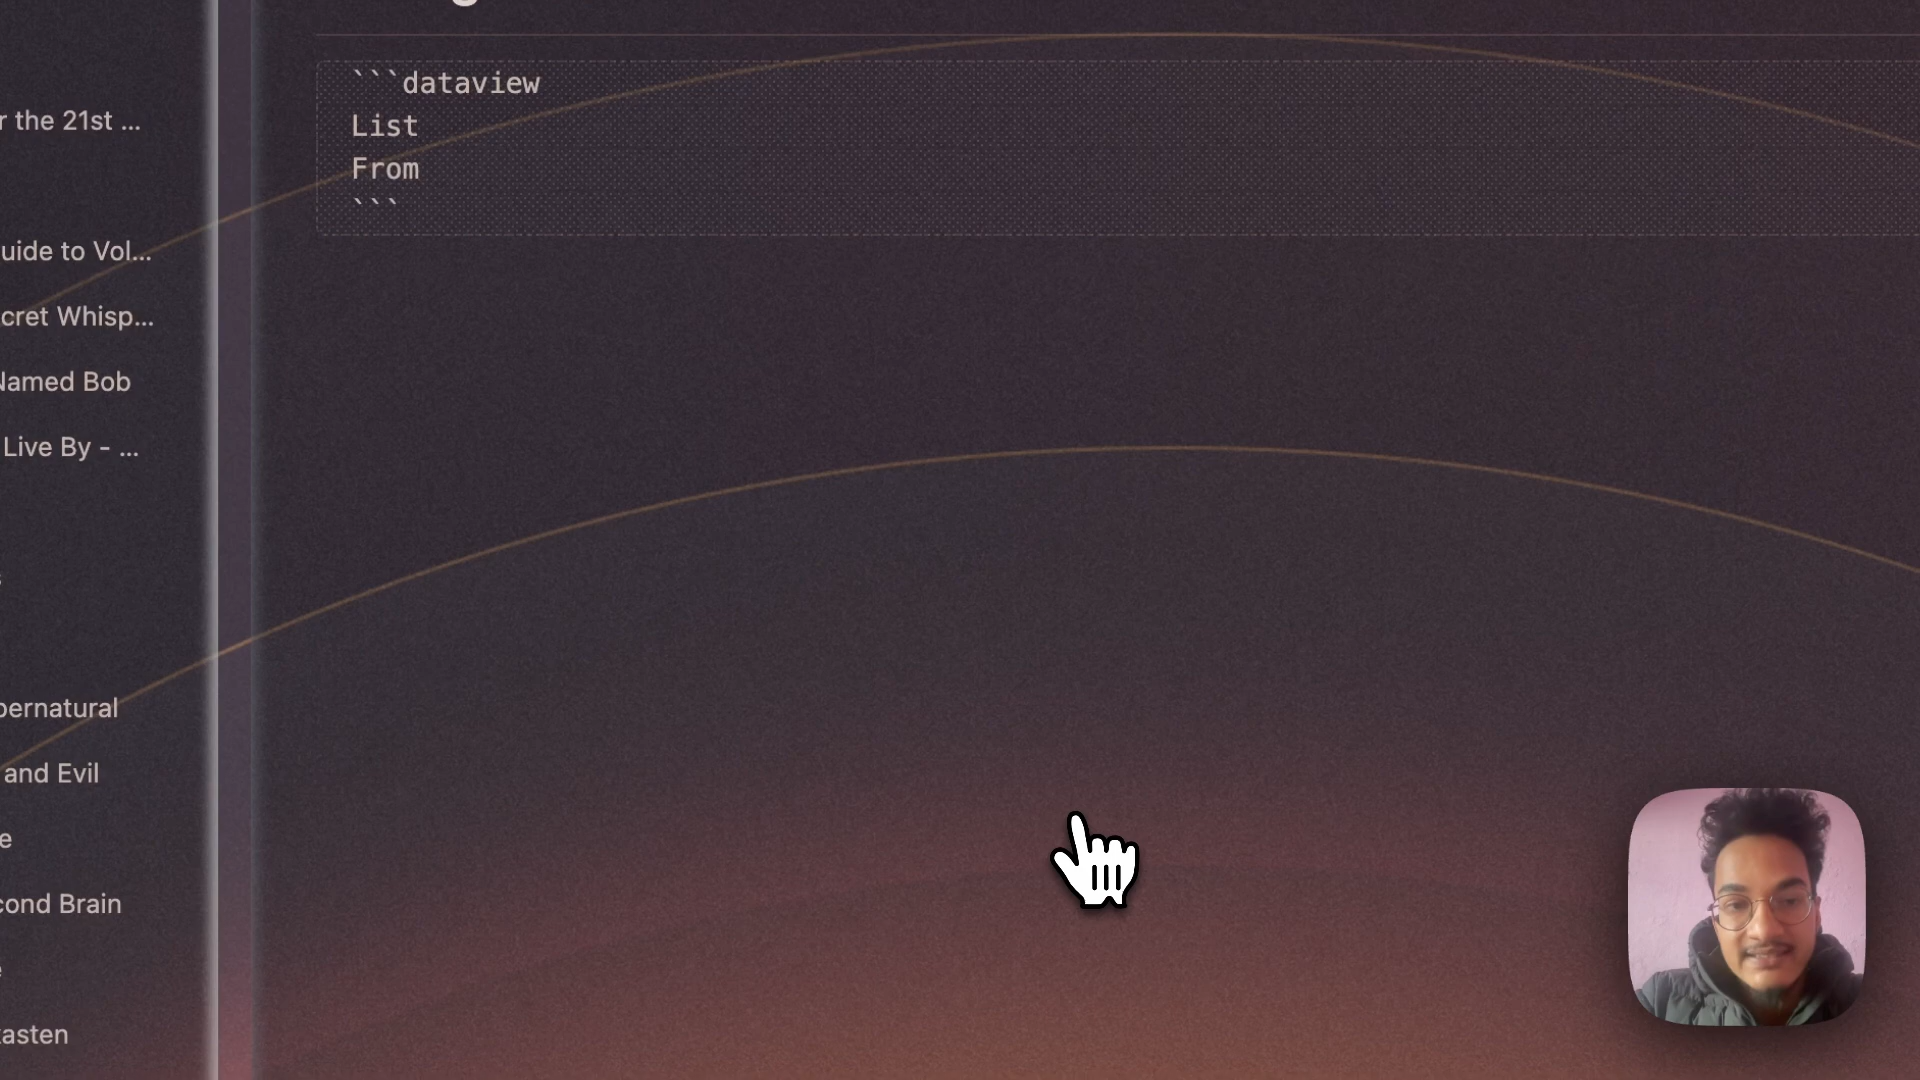 r the 21st ...
uide to Vol...
cret Whisp...
Named Bob
Live By - ...
s
pernatural
and Evil
e
cond Brain
e
kasten
```dataview
List
From
```